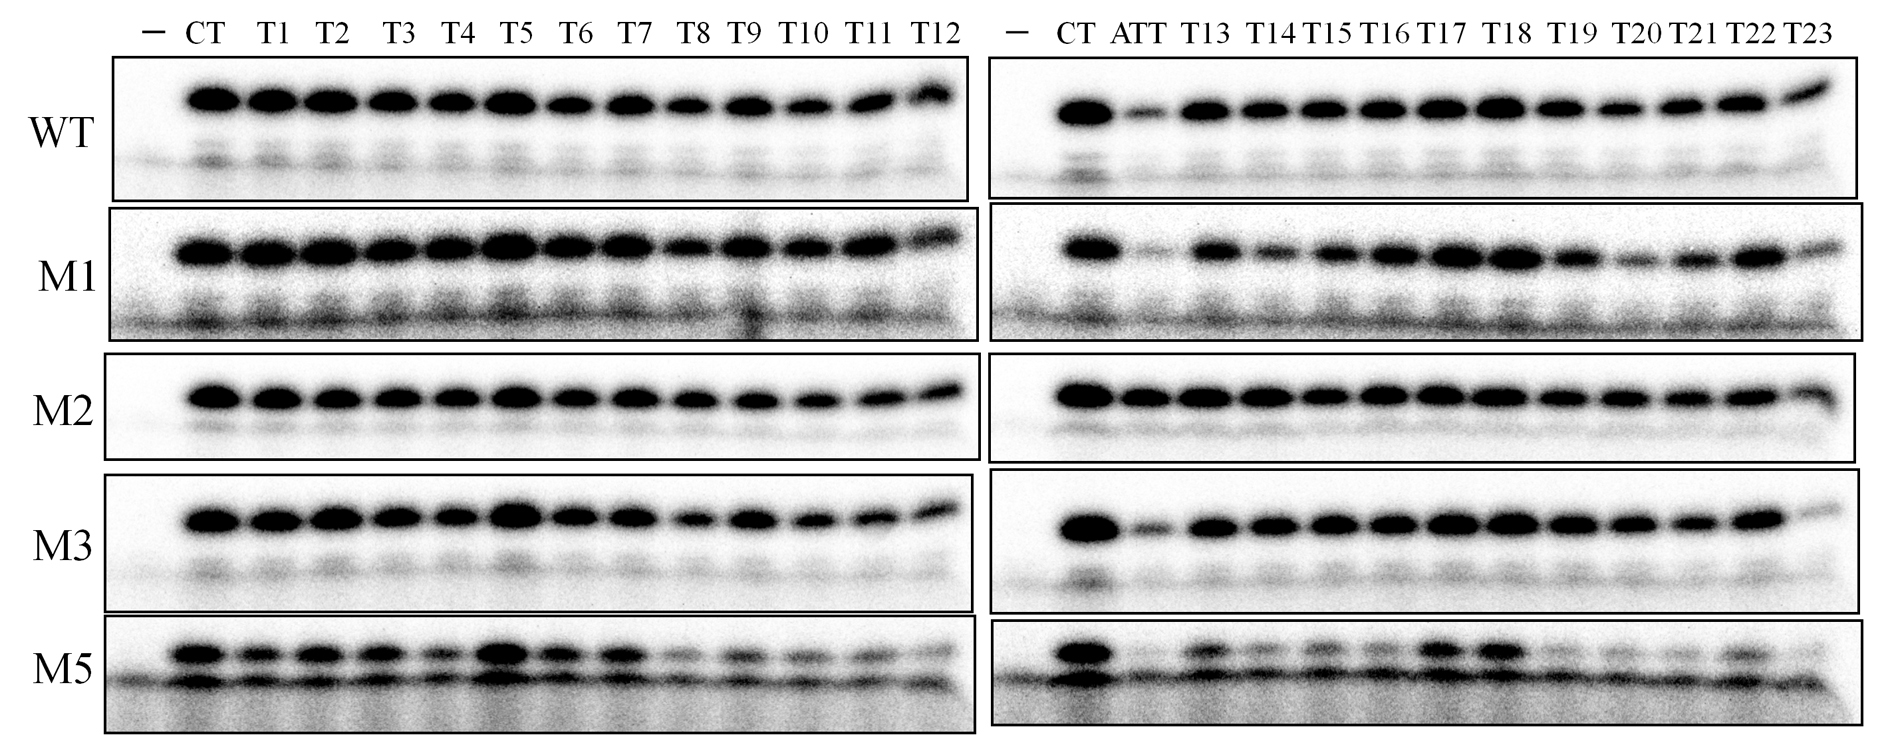 – CT T1 T2 T3 T4 T5 T6 T7 T8 T9 T10 T11 T12 – CT ATT T13 T14 T15 T16 T17 T18 T19 T20 T21 T22 T23
WT
M1
M2
M3
M5